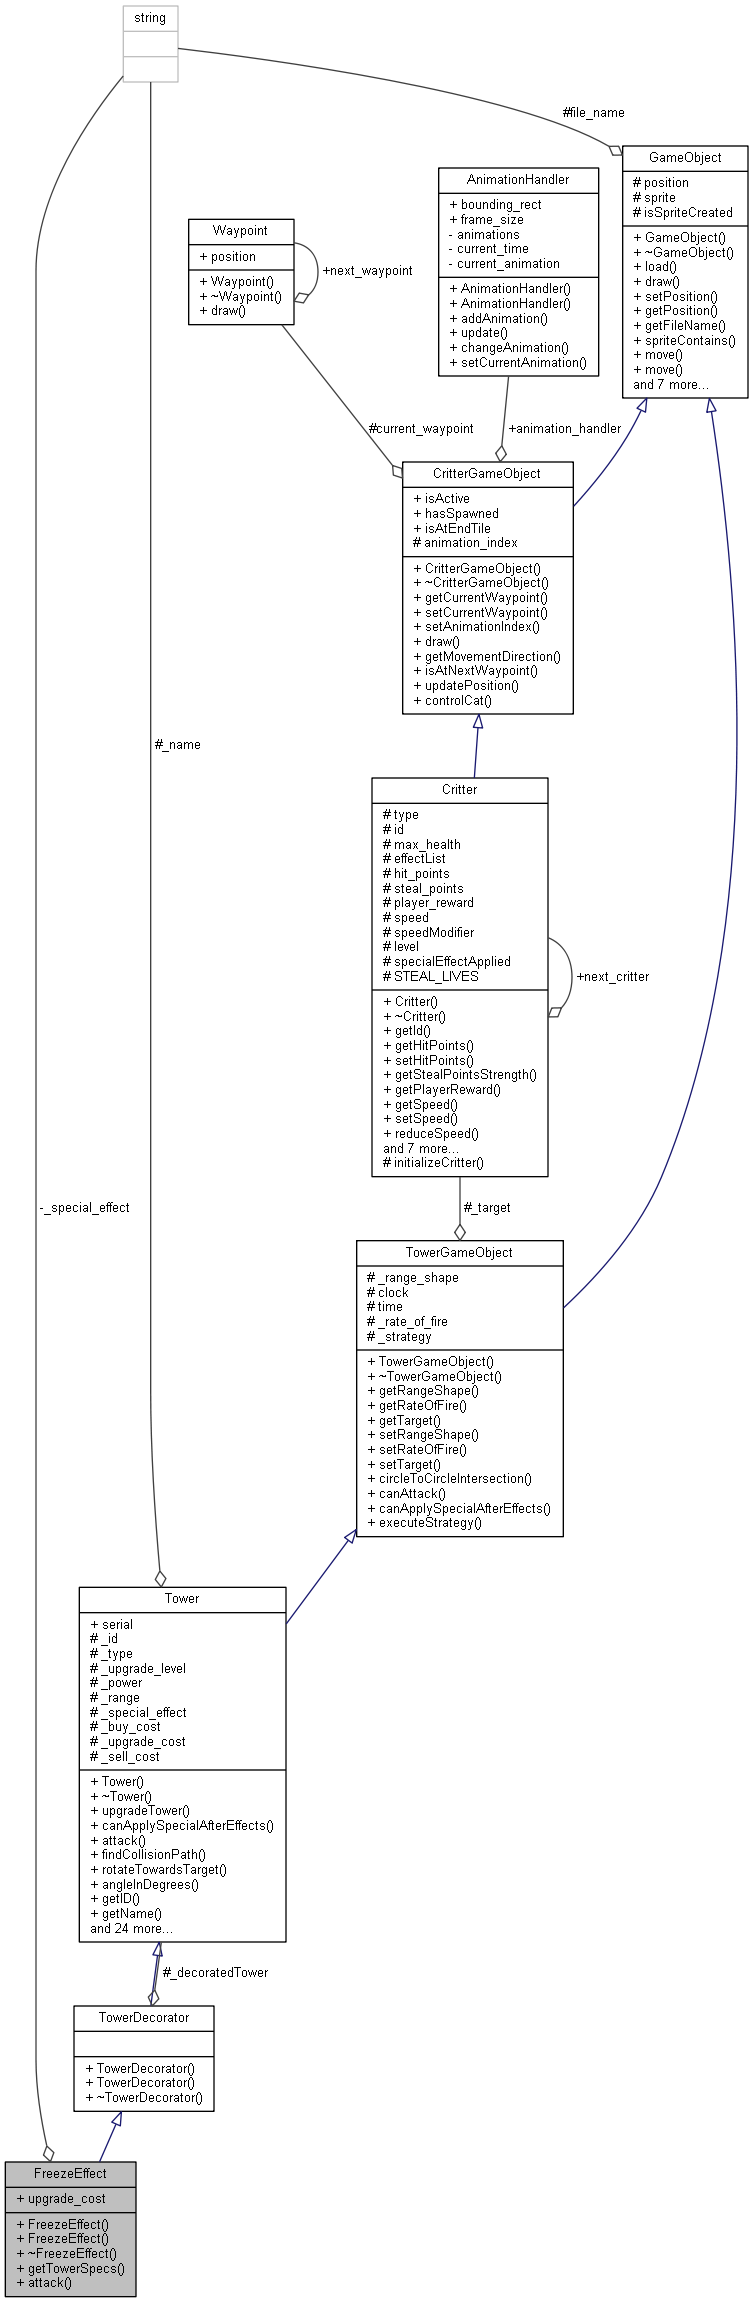 string
#file_name
GameObject
# position
# sprite
# isSpriteCreated
+ GameObject()
+ ~GameObject()
+ load()
+ draw()
+ setPosition()
+ getPosition()
+ getFileName()
+ spriteContains()
+ move()
+ move()
and 7 more...
AnimationHandler
+ bounding_rect
+ frame_size
- animations
- current_time
- current_animation
+ AnimationHandler()
+ AnimationHandler()
+ addAnimation()
+ update()
+ changeAnimation()
+ setCurrentAnimation()
Waypoint
+ position
+ Waypoint()
+ ~Waypoint()
+ draw()
+next_waypoint
#current_waypoint
+animation_handler
CritterGameObject
+ isActive
+ hasSpawned
+ isAtEndTile
# animation_index
+ CritterGameObject()
+ ~CritterGameObject()
+ getCurrentWaypoint()
+ setCurrentWaypoint()
+ setAnimationIndex()
+ draw()
+ getMovementDirection()
+ isAtNextWaypoint()
+ updatePosition()
+ controlCat()
#_name
Critter
# type
# id
# max_health
# effectList
# hit_points
# steal_points
# player_reward
# speed
# speedModifier
# level
# specialEffectApplied
# STEAL_LIVES
+ Critter()
+ ~Critter()
+ getId()
+ getHitPoints()
+ setHitPoints()
+ getStealPointsStrength()
+ getPlayerReward()
+ getSpeed()
+ setSpeed()
+ reduceSpeed()
and 7 more...
# initializeCritter()
+next_critter
-_special_effect
#_target
TowerGameObject
# _range_shape
# clock
# time
# _rate_of_fire
# _strategy
+ TowerGameObject()
+ ~TowerGameObject()
+ getRangeShape()
+ getRateOfFire()
+ getTarget()
+ setRangeShape()
+ setRateOfFire()
+ setTarget()
+ circleToCircleIntersection()
+ canAttack()
+ canApplySpecialAfterEffects()
+ executeStrategy()
Tower
+ serial
# _id
# _type
# _upgrade_level
# _power
# _range
# _special_effect
# _buy_cost
# _upgrade_cost
# _sell_cost
+ Tower()
+ ~Tower()
+ upgradeTower()
+ canApplySpecialAfterEffects()
+ attack()
+ findCollisionPath()
+ rotateTowardsTarget()
+ angleInDegrees()
+ getID()
+ getName()
and 24 more...
#_decoratedTower
TowerDecorator
+ TowerDecorator()
+ TowerDecorator()
+ ~TowerDecorator()
FreezeEffect
+ upgrade_cost
+ FreezeEffect()
+ FreezeEffect()
+ ~FreezeEffect()
+ getTowerSpecs()
+ attack()